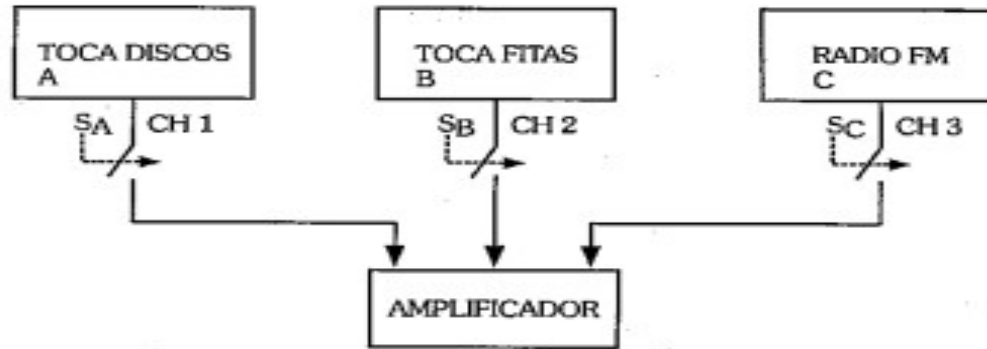 TOCA DISCOS
A
TOCA FITAS
B
RADIO FM
C
SA CH 1
SB CH 2
SC CH 3
AMPLIFICADOR